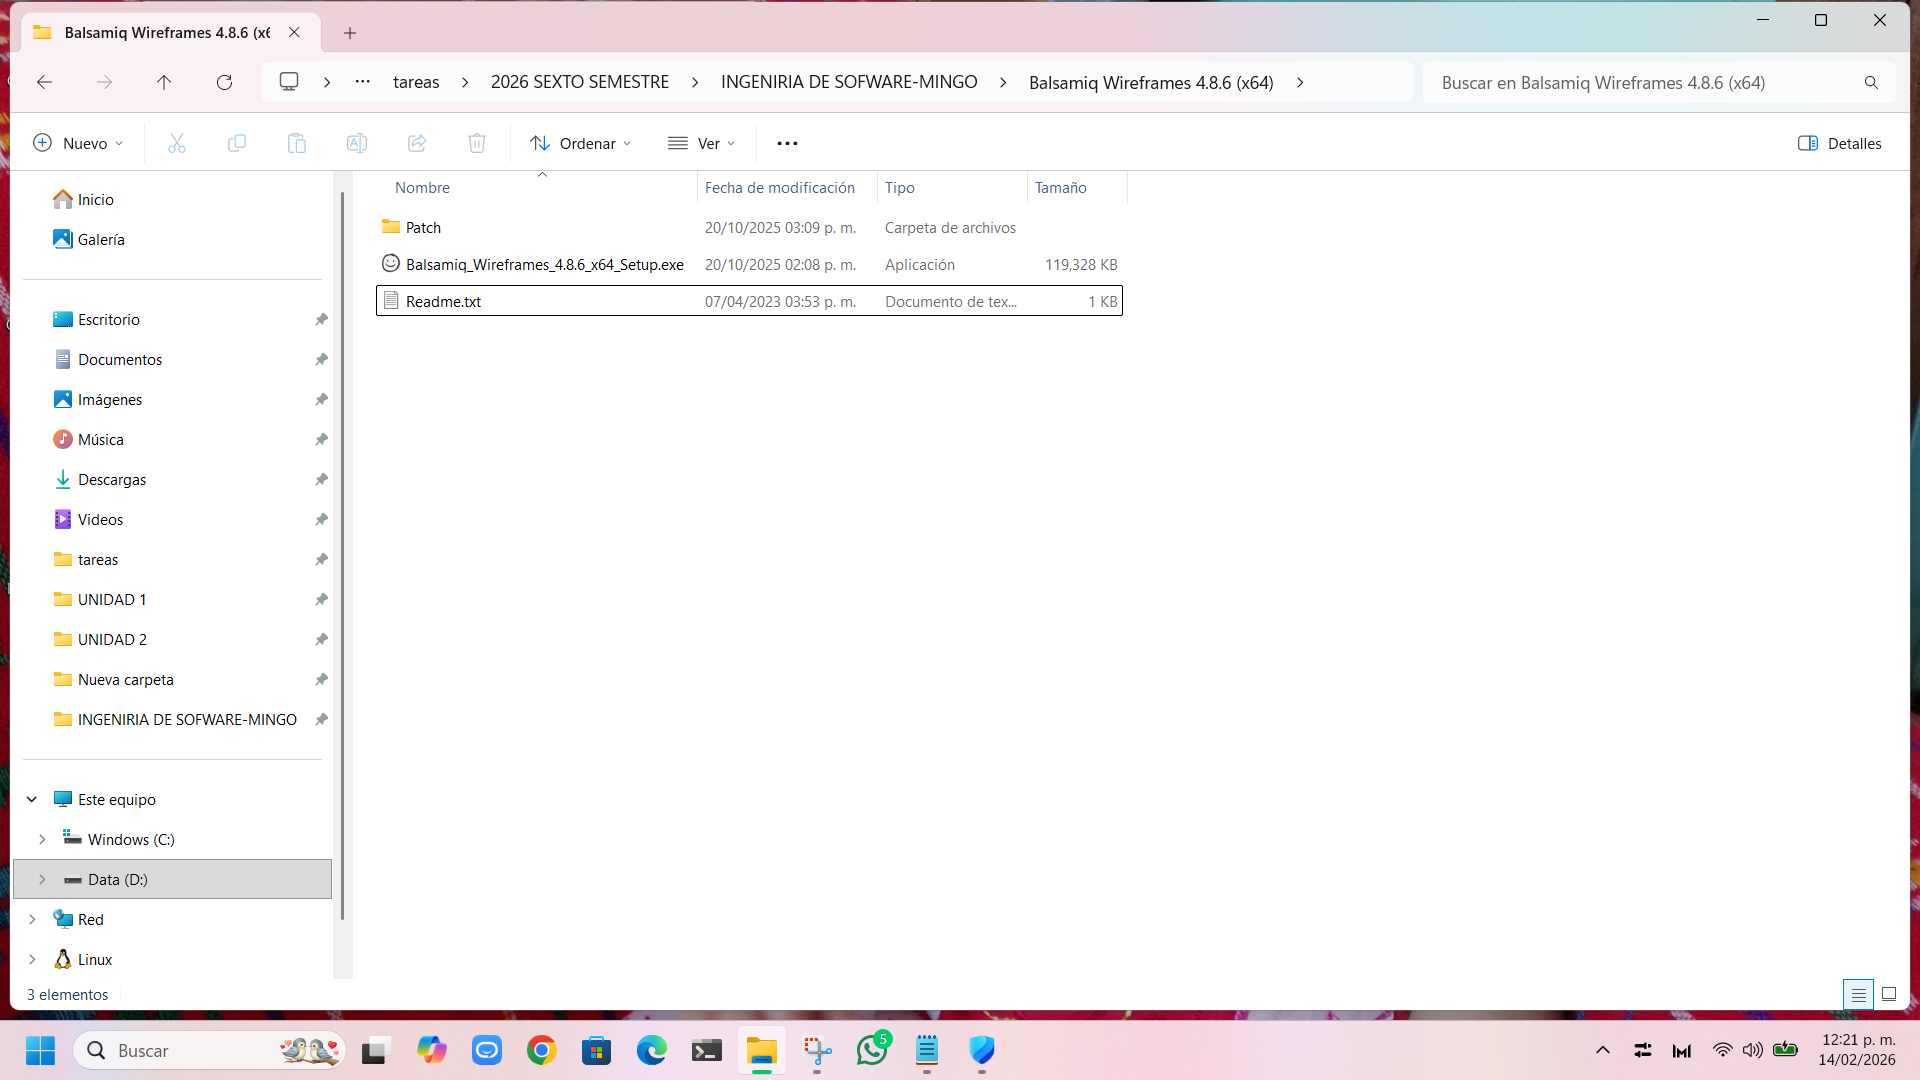 Balsamiq Wireframes 4.8.6 (x6
tareas
2026 SEXTO SEMESTRE
INGENIRIA DE SOFWARE-MINGO
Balsamiq Wireframes 4.8.6 (x64)
Buscar en Balsamiq Wireframes 4.8.6 (x64)
Nuevo
Ordenar
Ver
Detalles
Nombre Fecha de modificación Tipo Tamaño
Patch 20/10/2025 03:09 p. m. Carpeta de archivos
Balsamiq_Wireframes_4.8.6_x64_Setup.exe 20/10/2025 02:08 p. m. Aplicación 119,328 KB
Readme.txt 07/04/2023 03:53 p. m. Documento de tex... 1 KB
Inicio
Galería
Escritorio
Documentos
Imágenes
Música
Descargas
Videos
tareas
UNIDAD 1
UNIDAD 2
Nueva carpeta
INGENIRIA DE SOFWARE-MINGO
Este equipo
Windows (C:)
Data (D:)
Red
Linux
3 elementos
Buscar
5
12:21 p. m.
14/02/2026